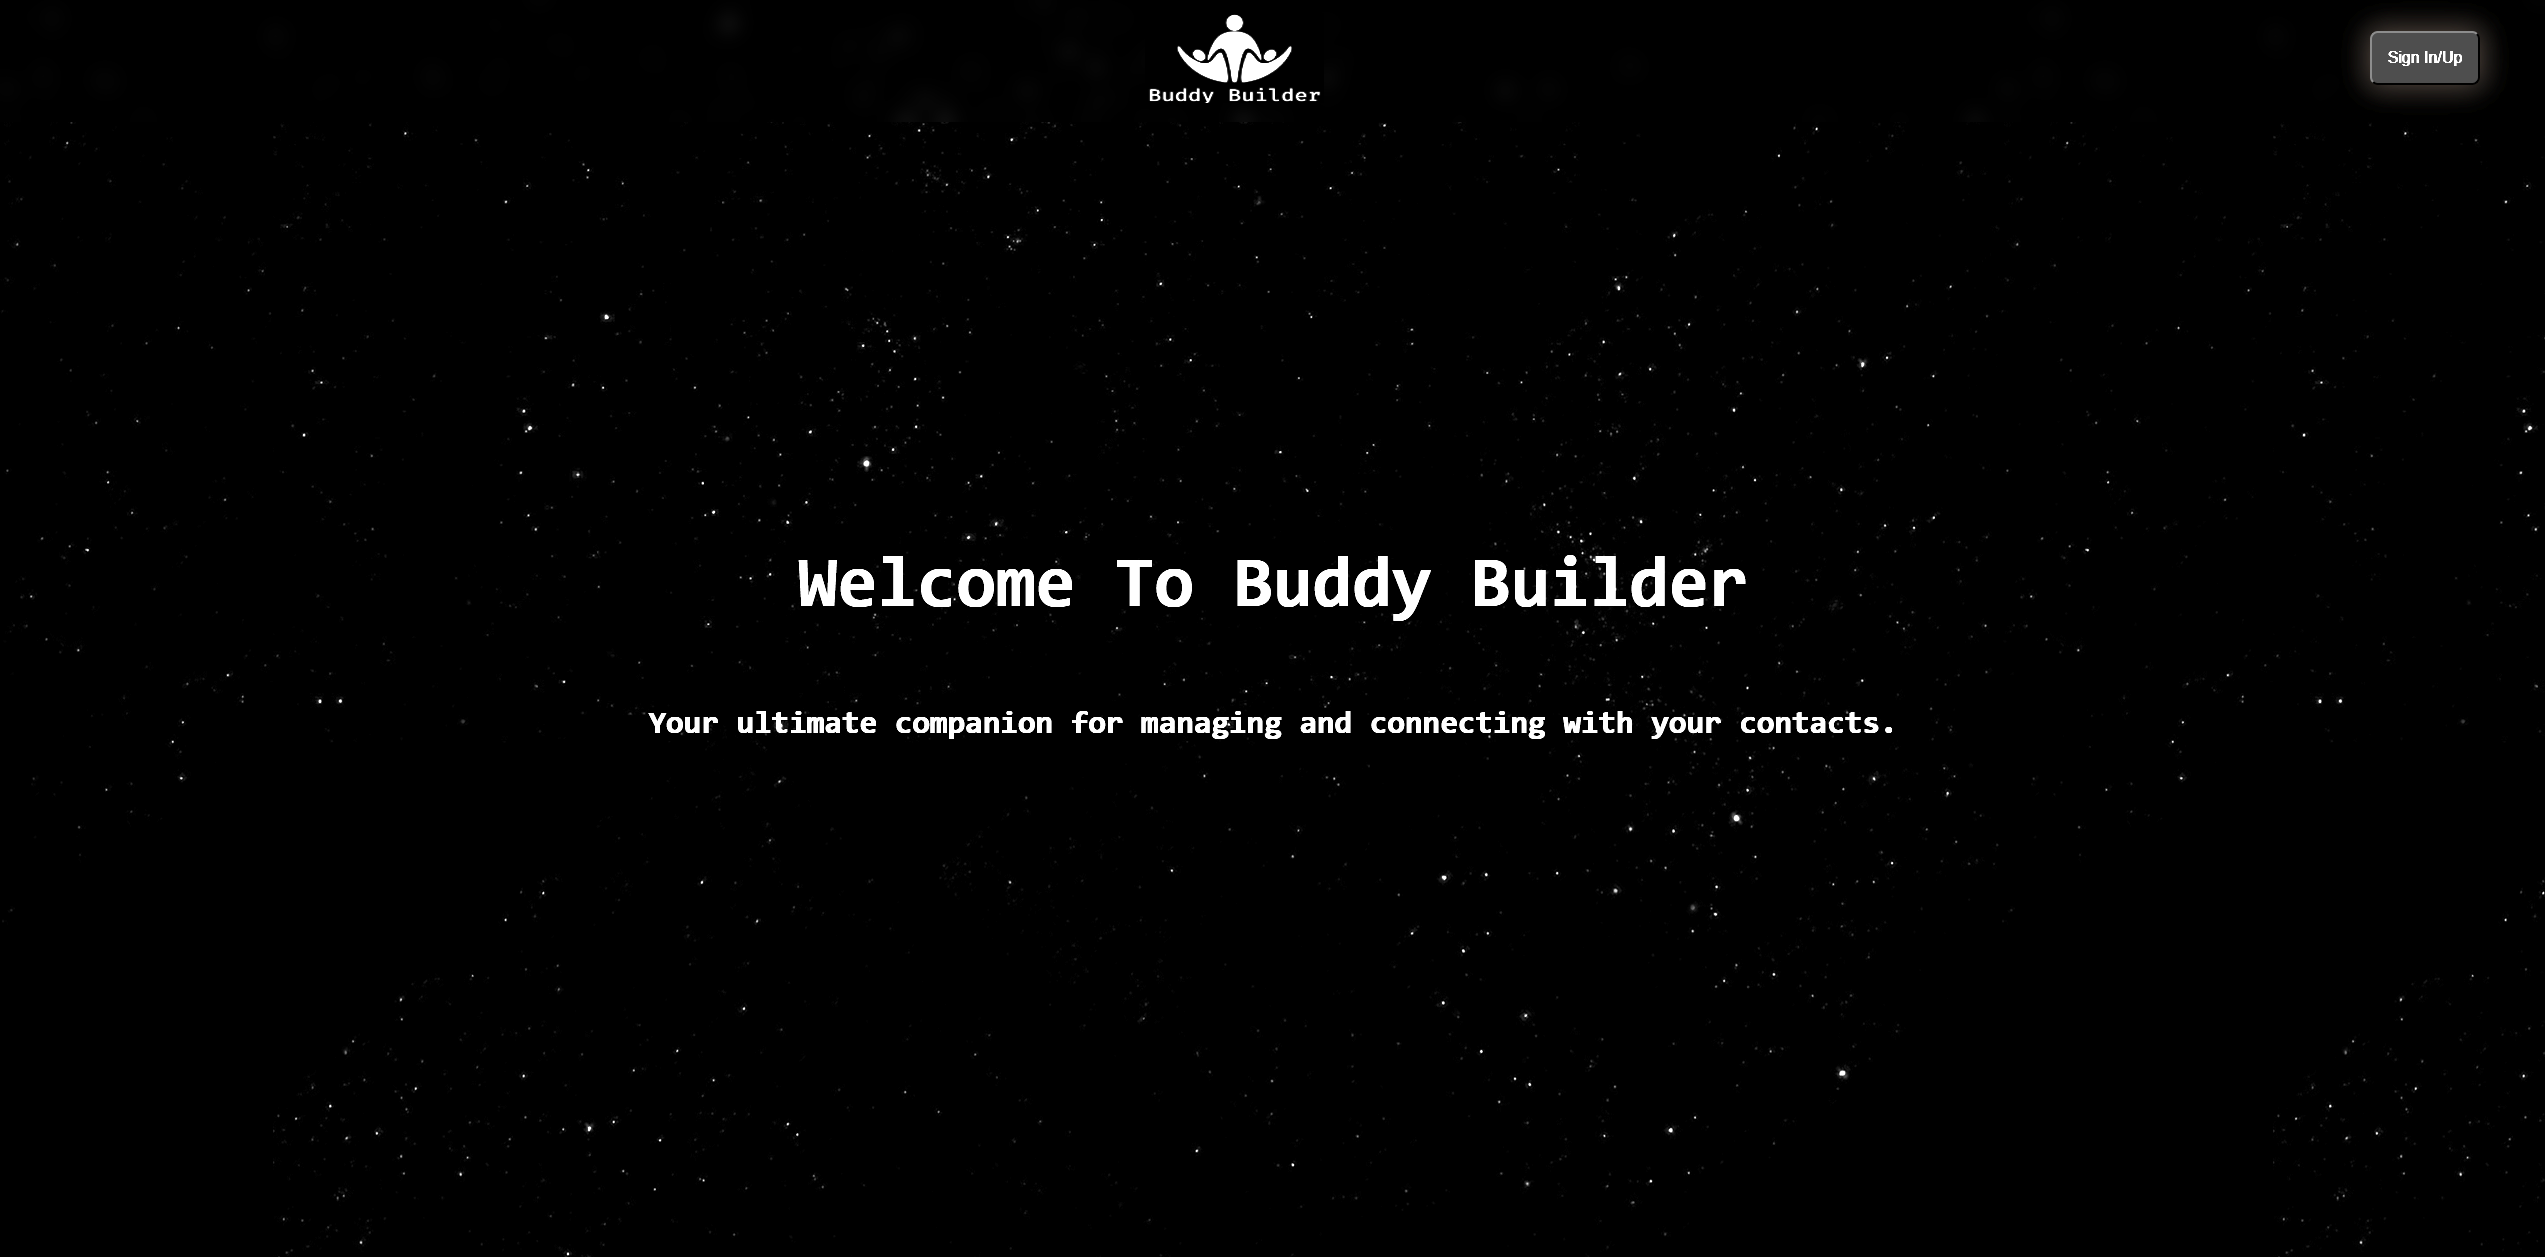 Buddy Builder
Sign In/Up
Welcome To Buddy Builder
Your ultimate companion for managing and connecting with your contacts.